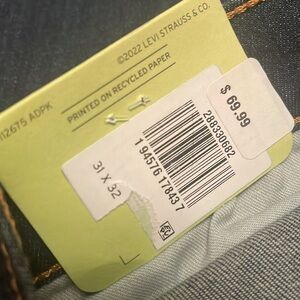 ©2022 LEVI STRAUSS & CO.
112675 ADPK
PRINTED ON RECYCLED PAPER
$ 69.99
288330682
1 94576 17843 7
31 X 32